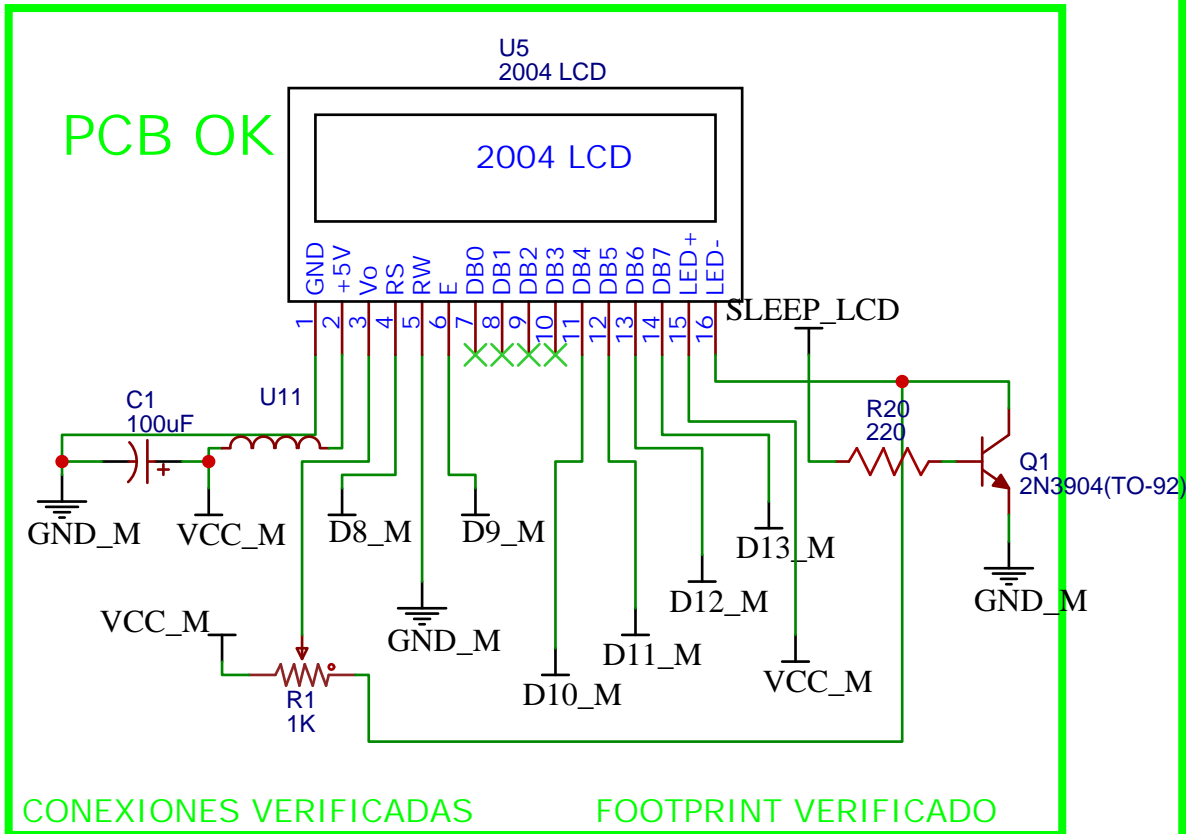 U5
2004 LCD
PCB OK
2004 LCD
GND
+5V
Vo
RS
RW
E
DB0
DB1
DB2
DB3
DB4
DB5
DB6
DB7
LED+
LED-
1
2
3
4
5
6
7
8
9
10
11
12
13
14
15
16
SLEEP_LCD
C1
100uF
U11
R20
220
Q1
2N3904(TO-92)
+
GND_M
VCC_M
D8_M
D9_M
D13_M
D12_M
GND_M
VCC_M
GND_M
D11_M
VCC_M
D10_M
R1
1K
CONEXIONES VERIFICADAS
FOOTPRINT VERIFICADO